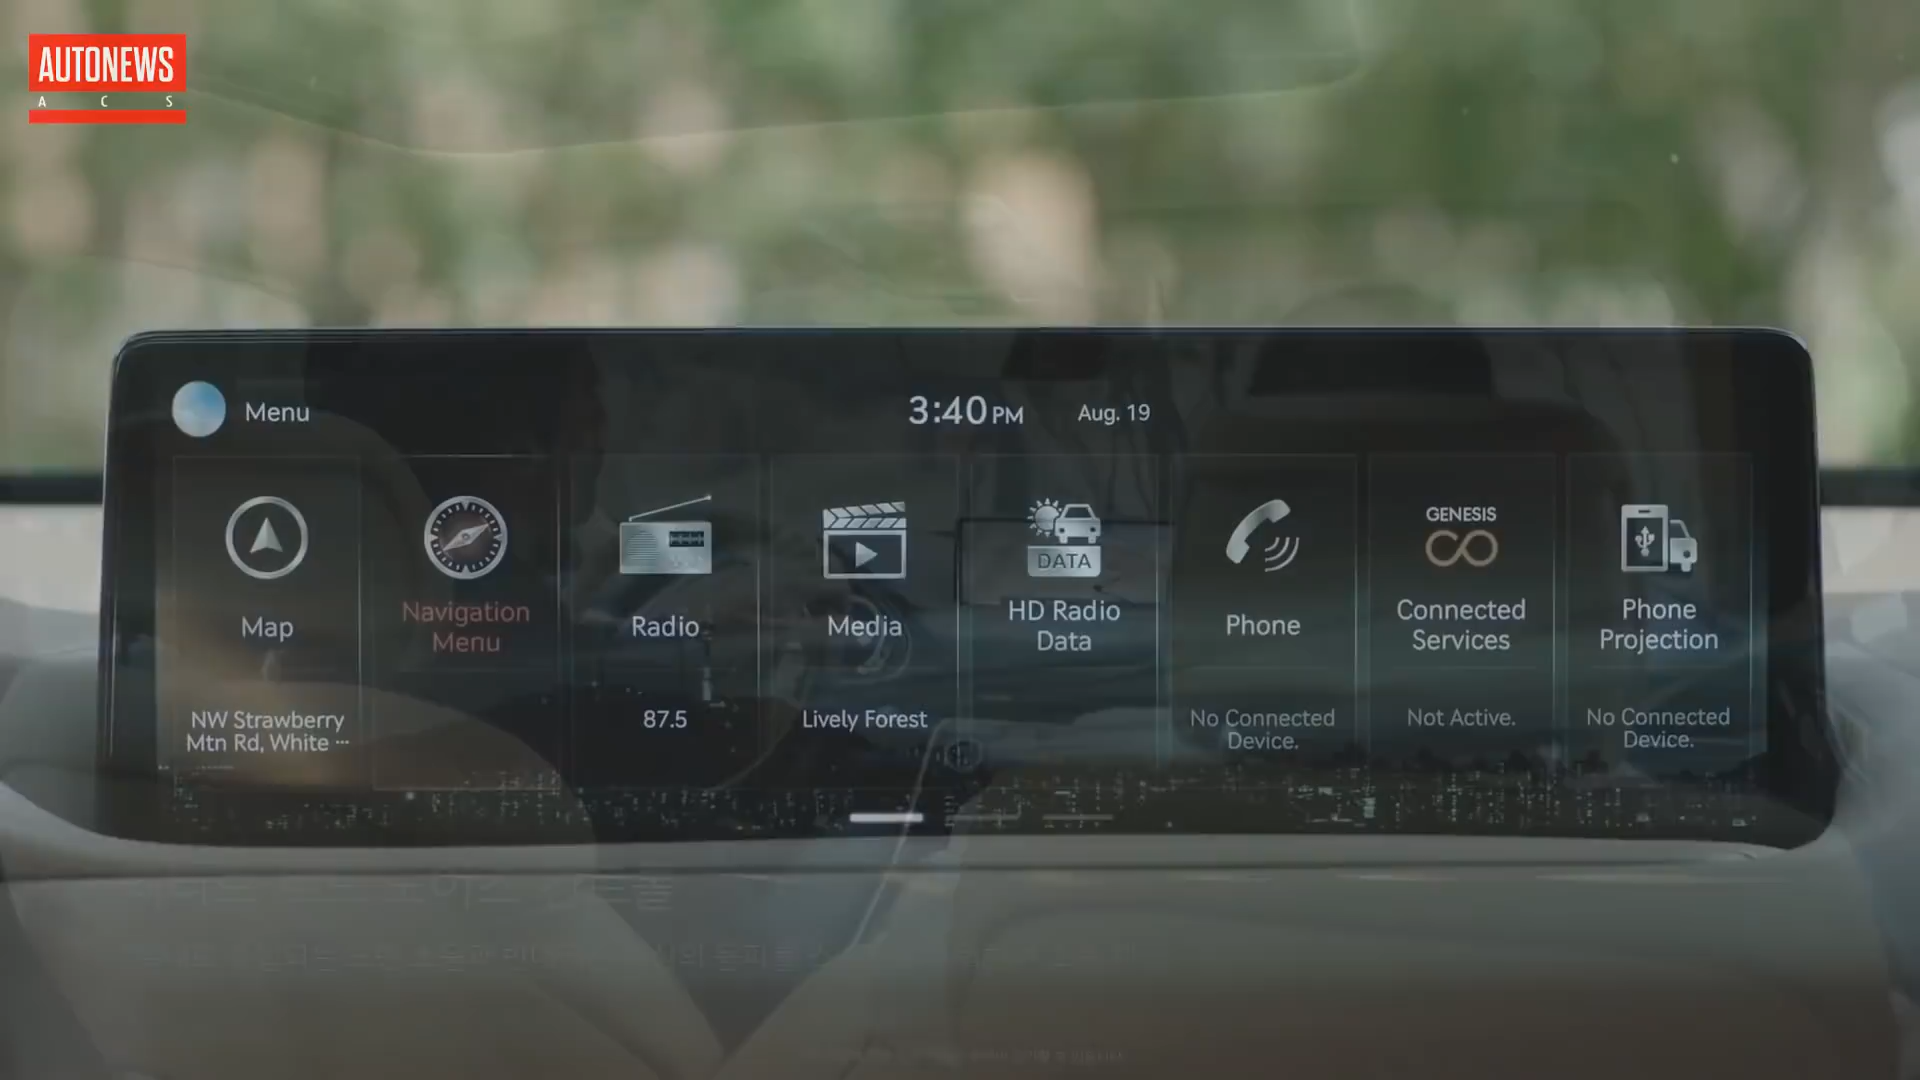 AUTONEWS
A C S
Menu
3:40 PM
Aug. 19
Map
NW Strawberry
Mtn Rd, White ...
Navigation
Menu
Radio
87.5
Media
Lively Forest
DATA
HD Radio
Data
Phone
No Connected
Device.
GENESIS
Connected
Services
Not Active.
Phone
Projection
No Connected
Device.